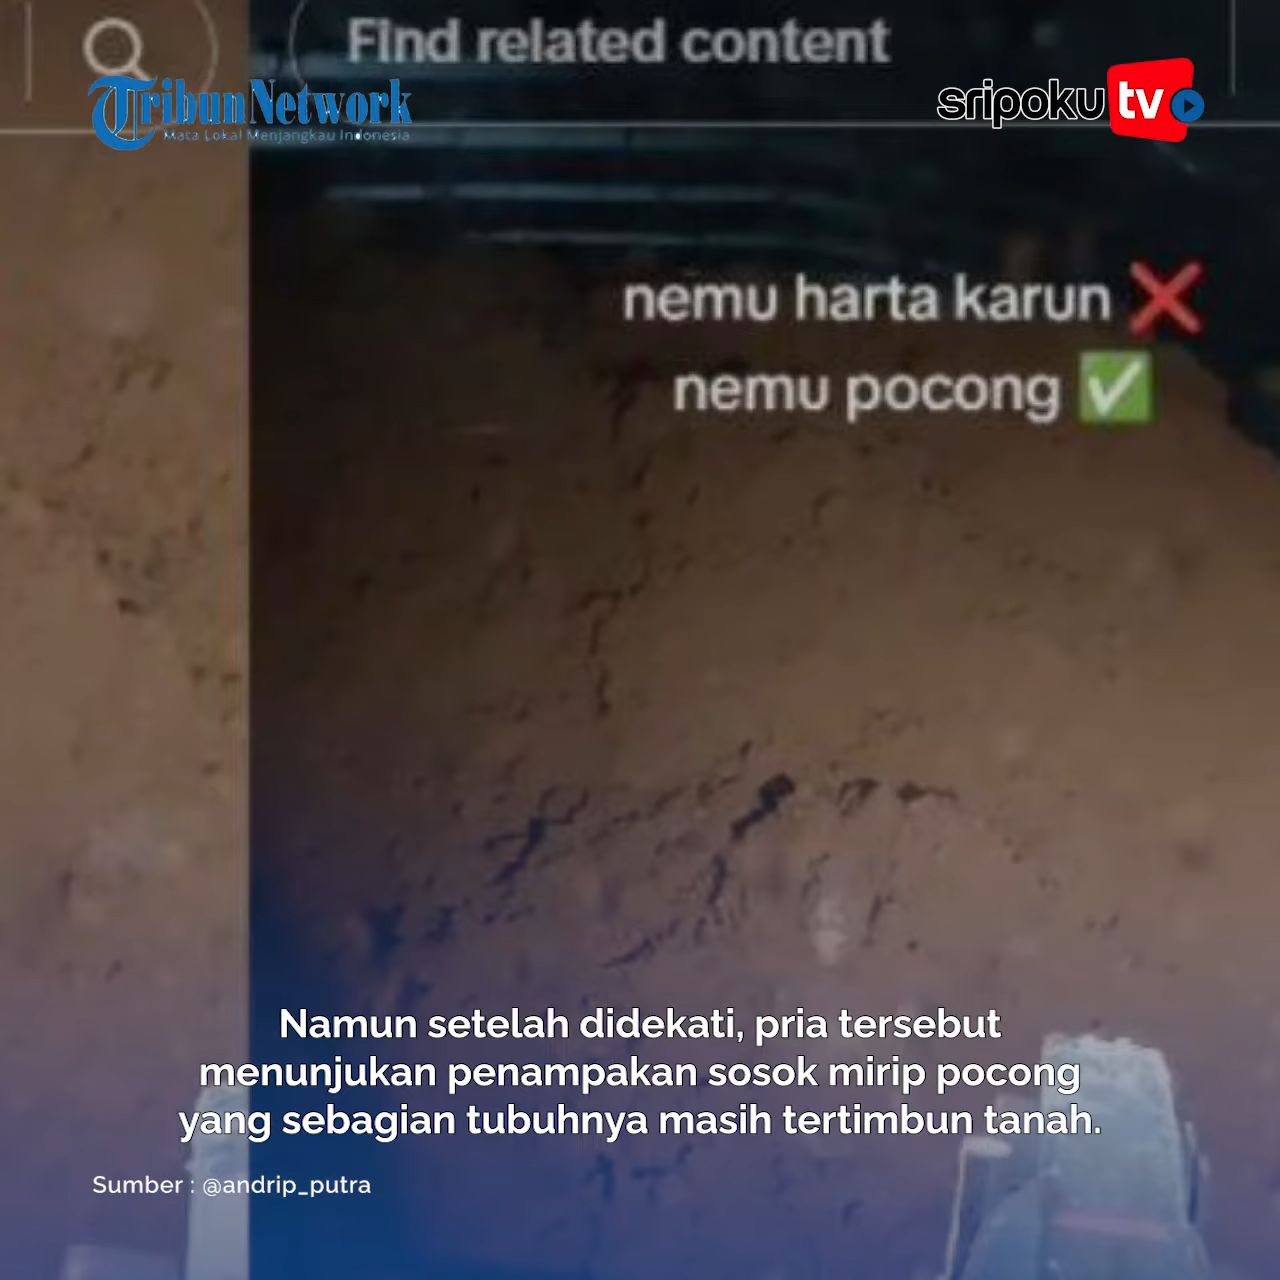 Find related content
TribunNetwork
Mata Lokal Menjangkau Indonesia
sripoku tv
nemu harta karun ❌
nemu pocong ✅
Namun setelah didekati, pria tersebut
menunjukan penampakan sosok mirip pocong
yang sebagian tubuhnya masih tertimbun tanah.
Sumber : @andrip_putra